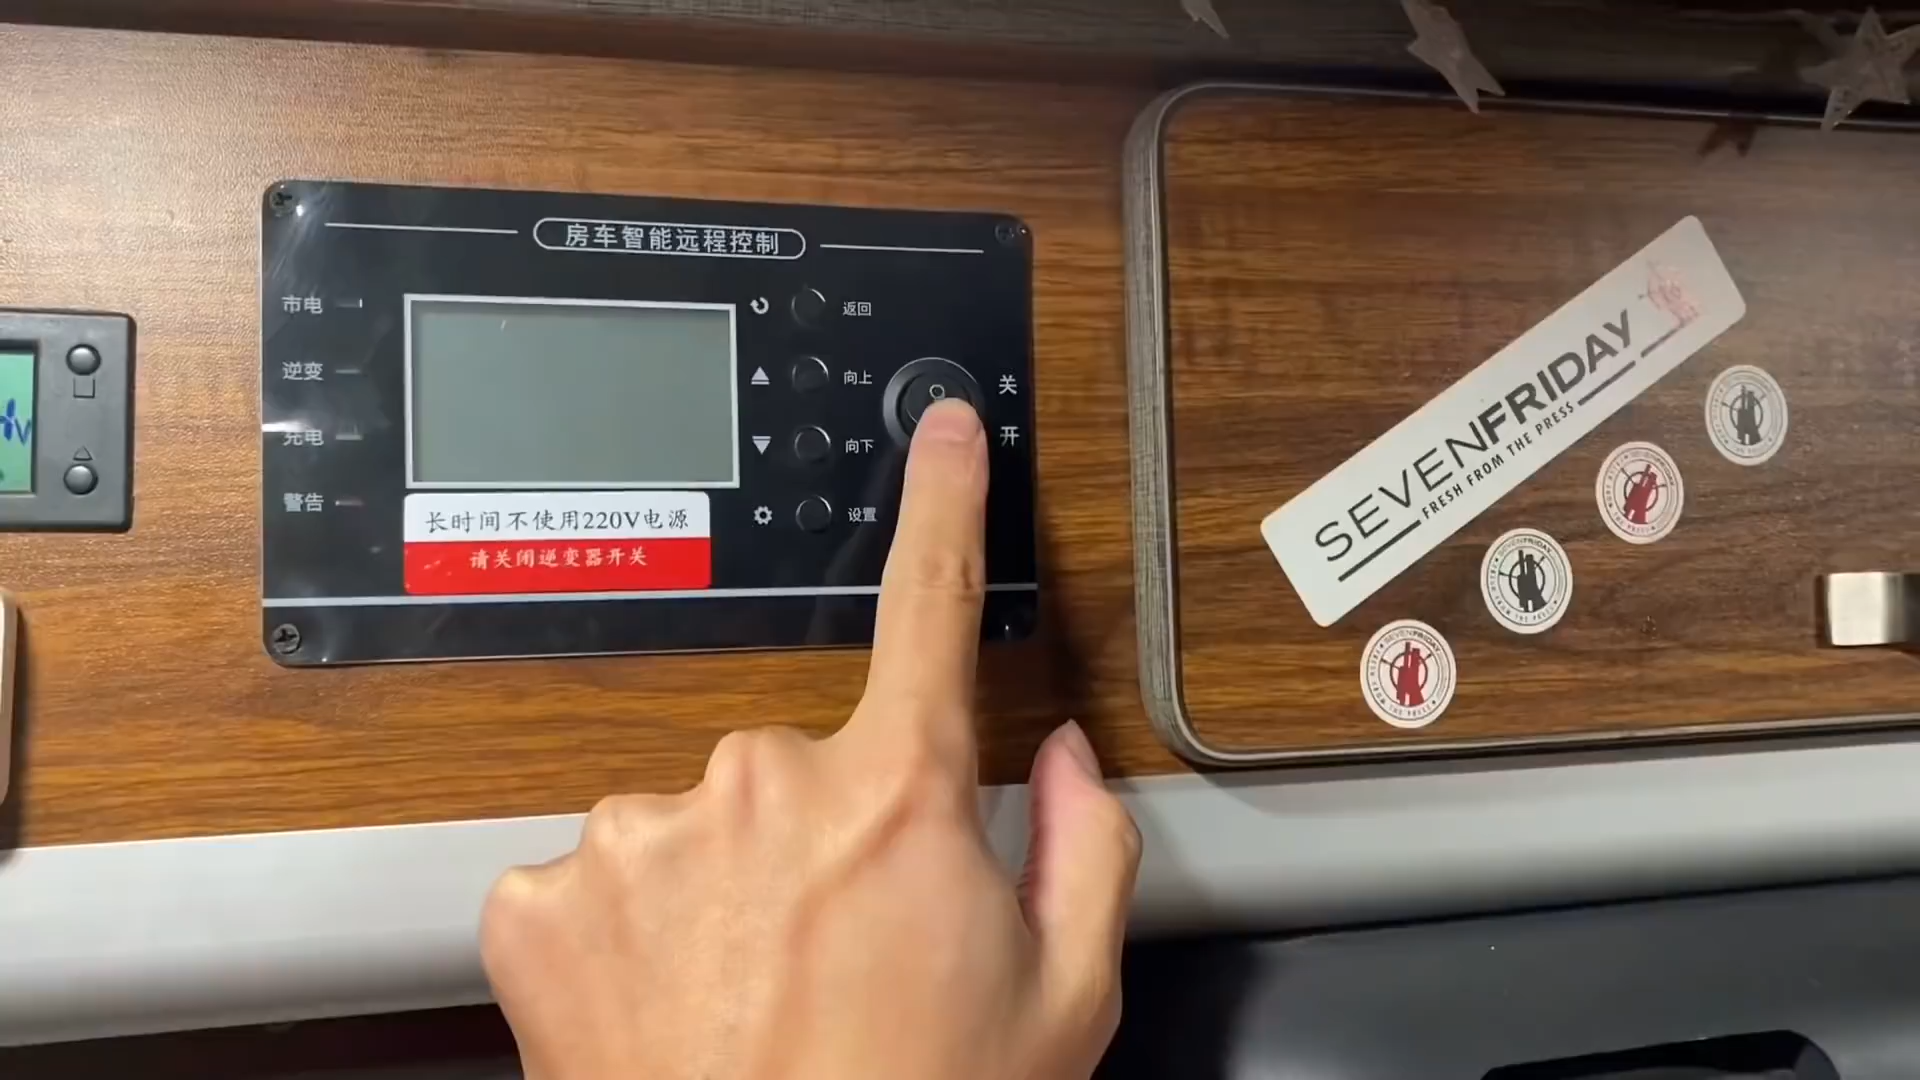 房车智能远程控制
市电
逆变
充电
警告
返回
向上
向下
设置
关
开
长时间不使用220V电源
请关闭逆变器开关
SEVENFRIDAY
FRESH FROM THE PRESS